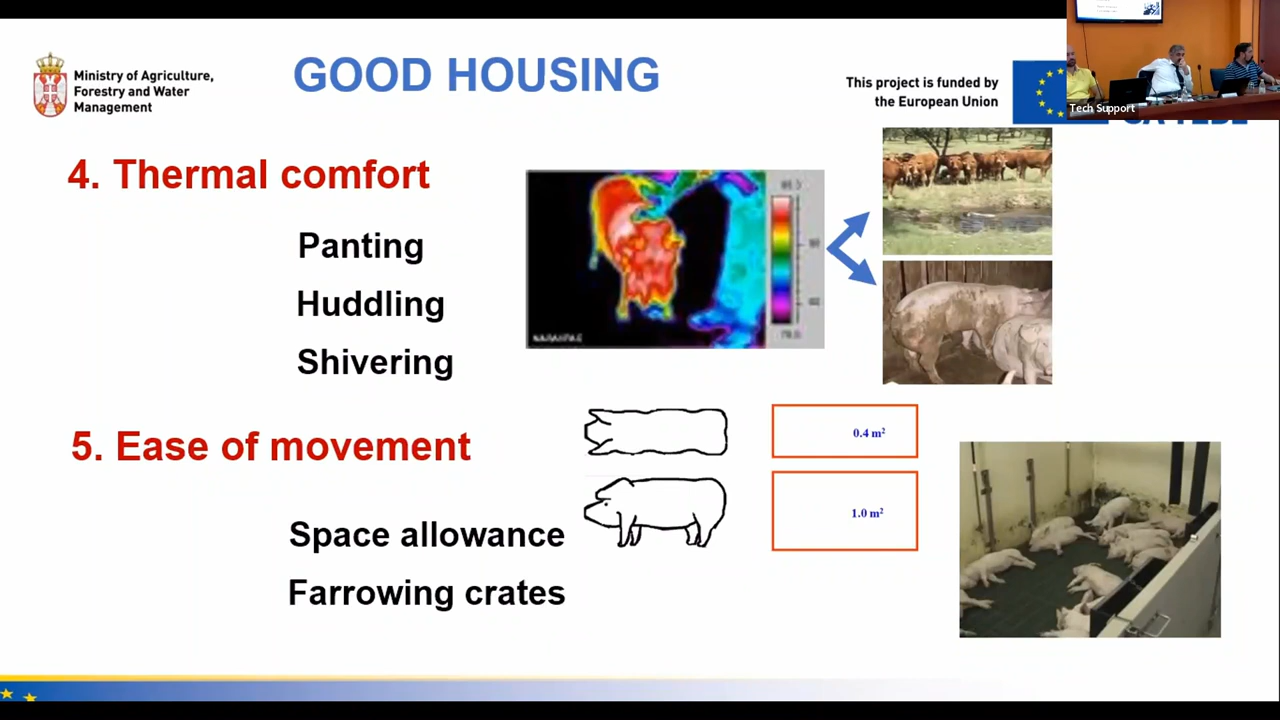 GOOD HOUSING
Ministry of Agriculture,
Forestry and Water
Management
This project is funded by
the European Union
Tech Support
4. Thermal comfort
Panting
Huddling
Shivering
5. Ease of movement
0.4 m²
1.0 m²
Space allowance
Farrowing crates